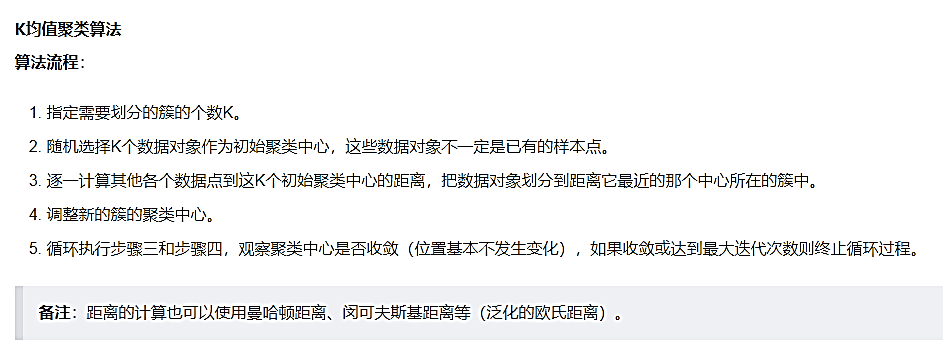 K均值聚类算法
算法流程：
1. 指定需要划分的簇的个数K。
2. 随机选择K个数据对象作为初始聚类中心，这些数据对象不一定是已有的样本点。
3. 逐一计算其他各个数据点到这K个初始聚类中心的距离，把数据对象划分到距离它最近的那个中心所在的簇中。
4. 调整新的簇的聚类中心。
5. 循环执行步骤三和步骤四，观察聚类中心是否收敛（位置基本不发生变化），如果收敛或达到最大迭代次数则终止循环过程。
备注：距离的计算也可以使用曼哈顿距离、闵可夫斯基距离等（泛化的欧氏距离）。